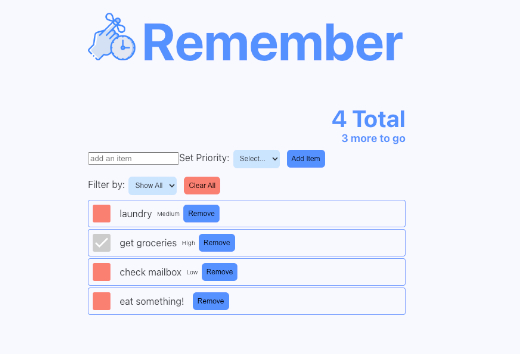 Remember
4 Total
3 more to go
add an item Set Priority: Select... Add Item
Filter by: Show All Clear All
laundry Medium Remove
get groceries High Remove
check mailbox Low Remove
eat something! Remove